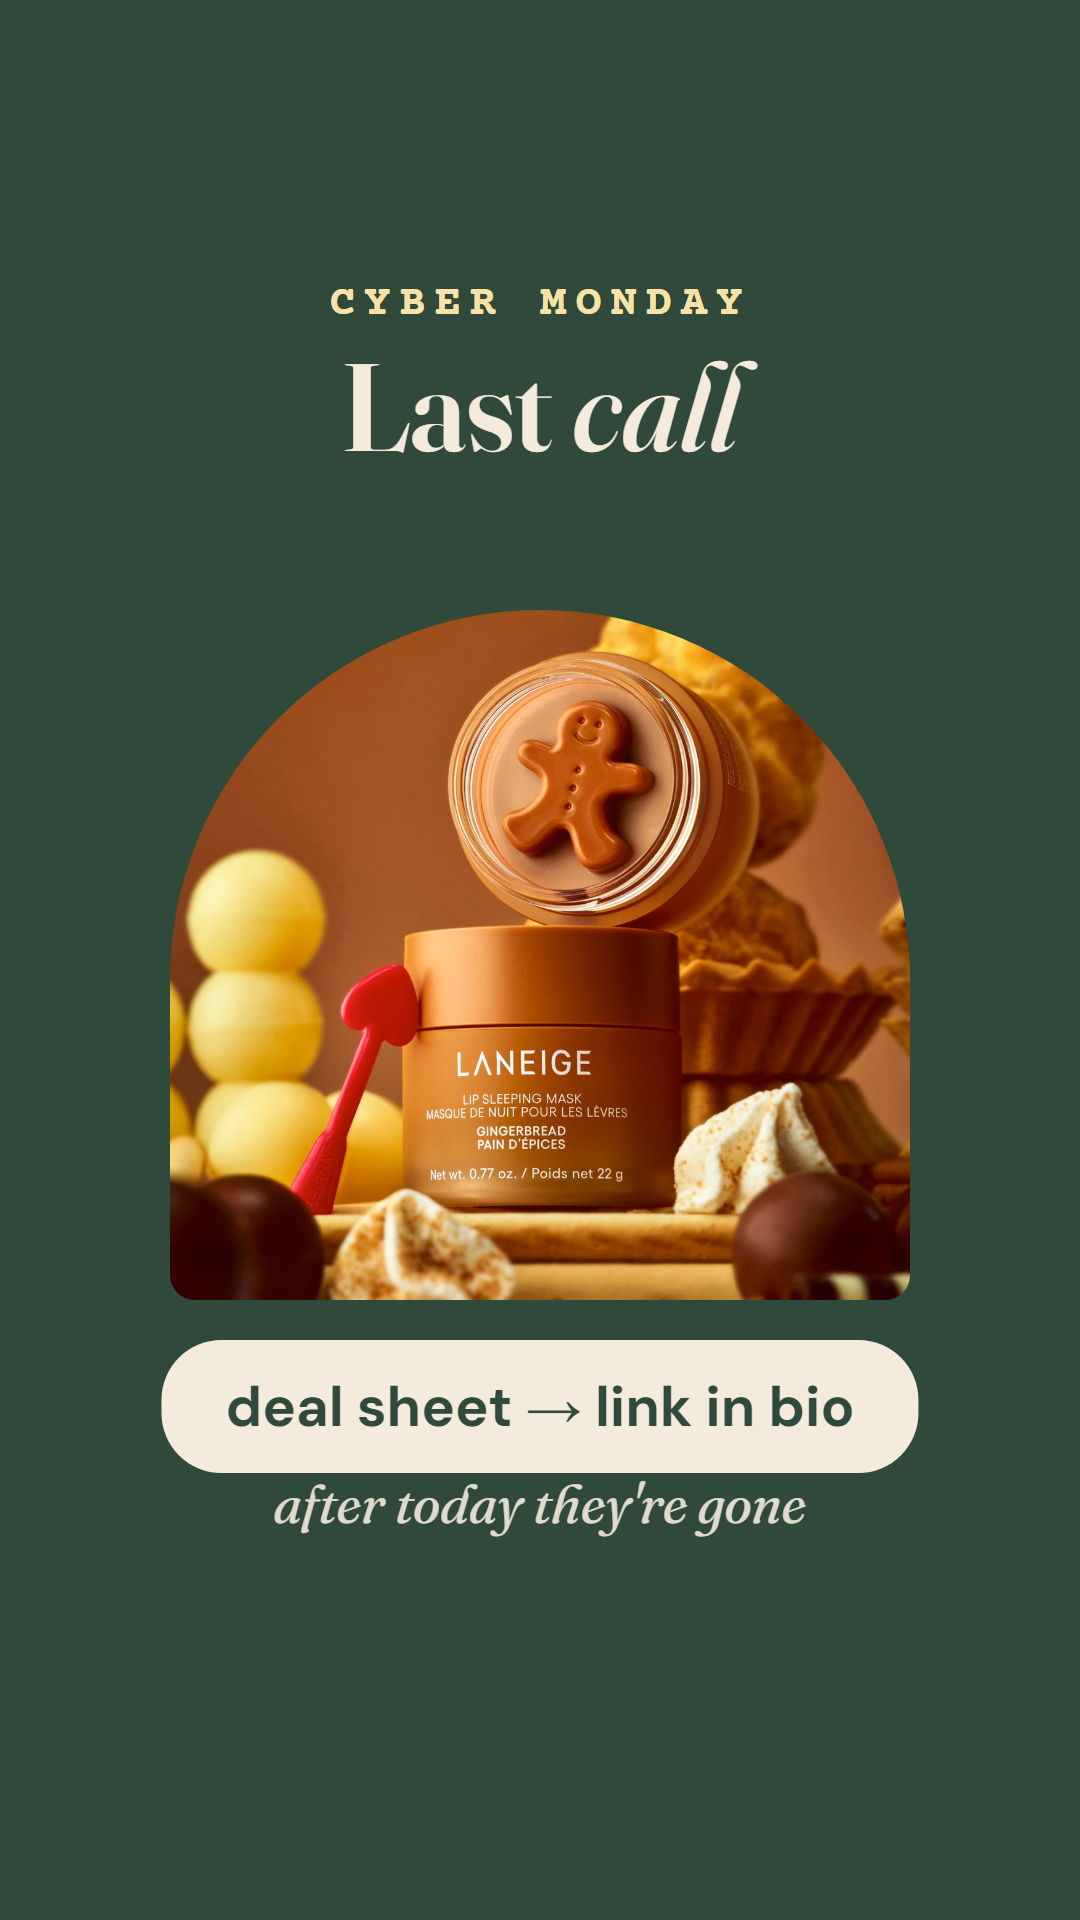 CYBER MONDAY
Last call
LANEIGE
LIP SLEEPING MASK
MASQUE DE NUIT POUR LES LÈVRES
GINGERBREAD
PAIN D'ÉPICES
Net wt. 0.77 oz. / Poids net 22 g
deal sheet → link in bio
after today they're gone